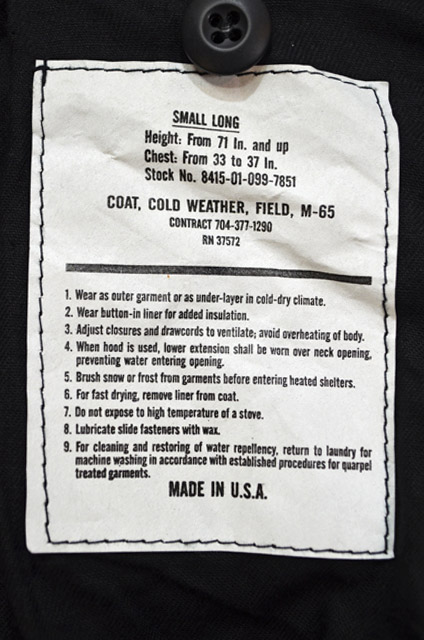 SMALL LONG
Height: From 71 In. and up
Chest: From 33 to 37 In.
Stock No. 8415-01-099-7851
COAT, COLD WEATHER, FIELD, M-65
CONTRACT 704-377-1290
RN 37572
1. Wear as outer garment or as under-layer in cold-dry climate.
2. Wear button-in liner for added insulation.
3. Adjust closures and drawcords to ventilate; avoid overheating of body.
4. When hood is used, lower extension shall be worn over neck opening,
preventing water entering opening.
5. Brush snow or frost from garments before entering heated shelters.
6. For fast drying, remove liner from coat.
7. Do not expose to high temperature of a stove.
8. Lubricate slide fasteners with wax.
9. For cleaning and restoring of water repellency, return to laundry for
machine washing in accordance with established procedures for quarpel
treated garments.
MADE IN U.S.A.